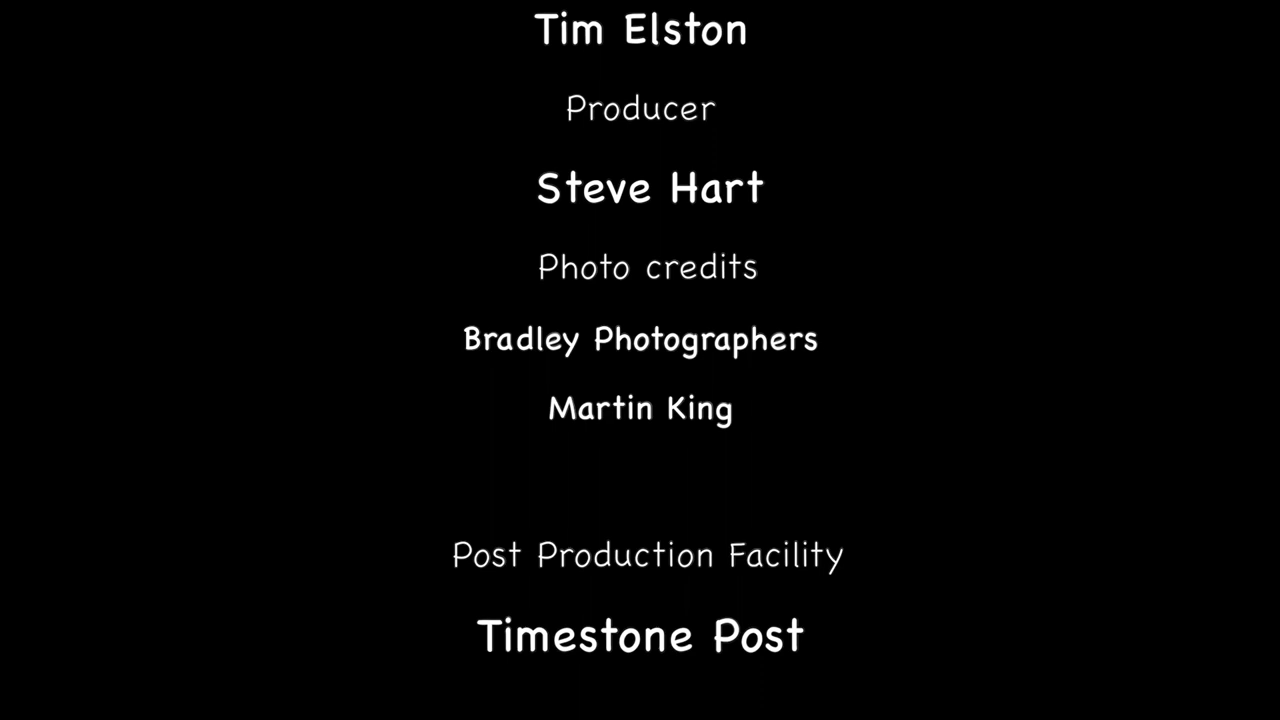 Tim Elston
Producer
Steve Hart
Photo credits
Bradley Photographers
Martin King
Post Production Facility
Timestone Post